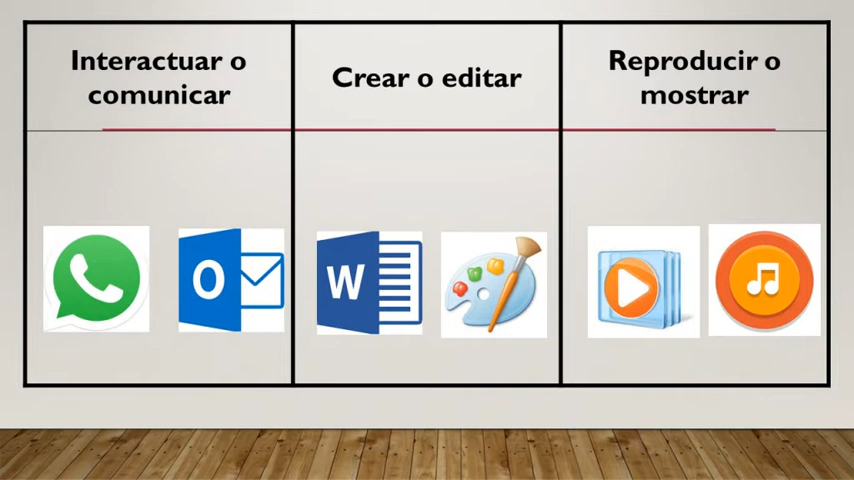 Interactuar o
comunicar
Crear o editar
Reproducir o
mostrar
O
W